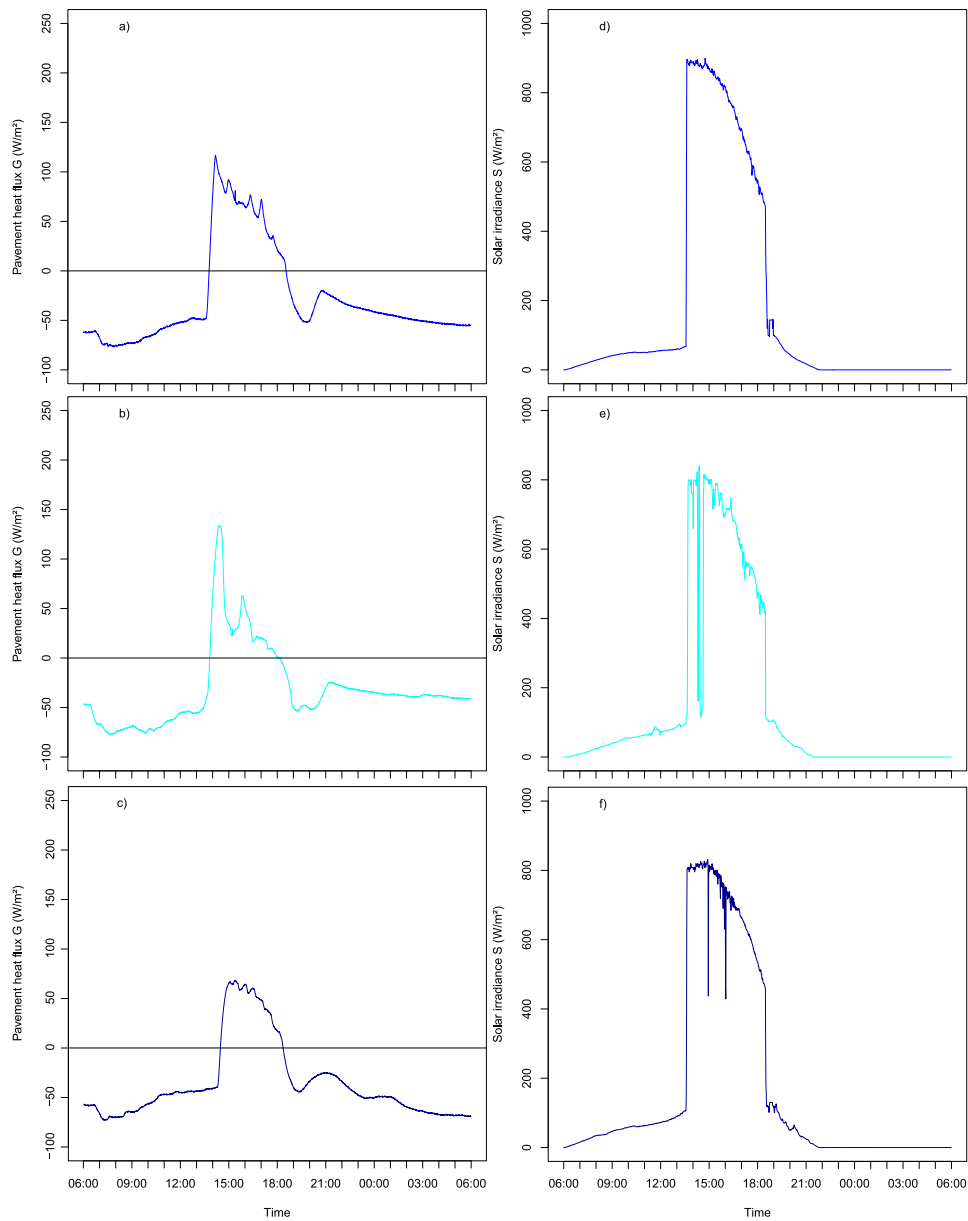 a)
Pavement heat flux G (W/m²)
250
200
150
100
50
0
−50
−100
d)
Solar irradiance S (W/m²)
1000
800
600
400
200
0
b)
Pavement heat flux G (W/m²)
250
200
150
100
50
0
−50
−100
e)
Solar irradiance S (W/m²)
1000
800
600
400
200
0
c)
Pavement heat flux G (W/m²)
250
200
150
100
50
0
−50
−100
06:00 09:00 12:00 15:00 18:00 21:00 00:00 03:00 06:00
Time
f)
Solar irradiance S (W/m²)
1000
800
600
400
200
0
06:00 09:00 12:00 15:00 18:00 21:00 00:00 03:00 06:00
Time